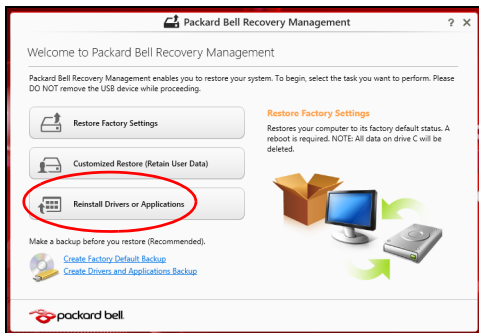 Packard Bell Recovery Management
? X
Welcome to Packard Bell Recovery Management
Packard Bell Recovery Management enables you to restore your system. To begin, select the task you want to perform. Please
DO NOT remove the USB device while proceeding.
Restore Factory Settings
Customized Restore (Retain User Data)
Reinstall Drivers or Applications
Restore Factory Settings
Restores your computer to its factory default status. A
reboot is required. NOTE: All data on drive C will be
deleted.
Make a backup before you restore (Recommended).
Create Factory Default Backup
Create Drivers and Applications Backup
packard bell